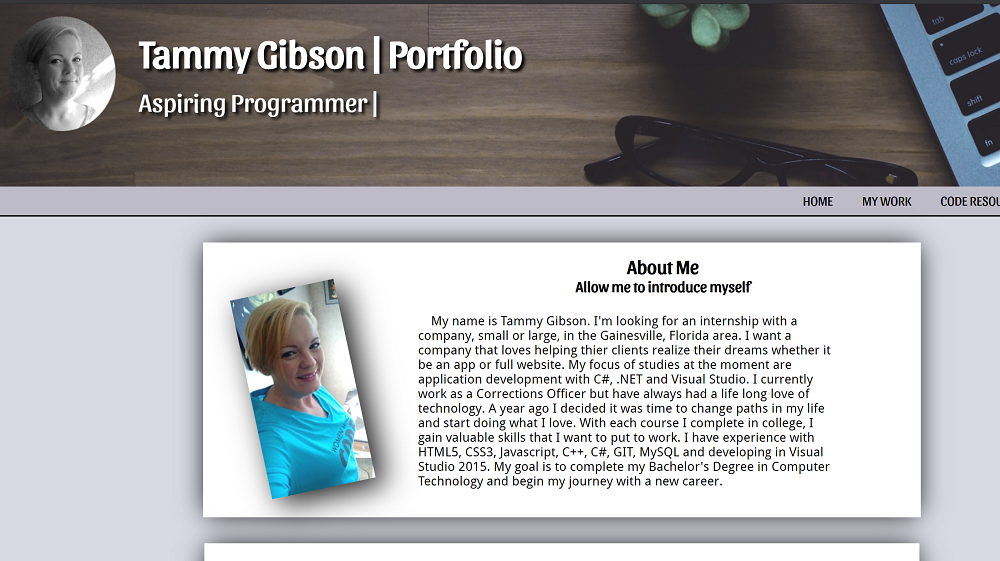 Tammy Gibson | Portfolio
Aspiring Programmer |
tab
caps lock
shift
fn
HOME MY WORK CODE RESOU
About Me
Allow me to introduce myself
My name is Tammy Gibson. I'm looking for an internship with a
company, small or large, in the Gainesville, Florida area. I want a
company that loves helping thier clients realize their dreams whether it
be an app or full website. My focus of studies at the moment are
application development with C#, .NET and Visual Studio. I currently
work as a Corrections Officer but have always had a life long love of
technology. A year ago I decided it was time to change paths in my life
and start doing what I love. With each course I complete in college, I
gain valuable skills that I want to put to work. I have experience with
HTML5, CSS3, Javascript, C++, C#, GIT, MySQL and developing in Visual
Studio 2015. My goal is to complete my Bachelor's Degree in Computer
Technology and begin my journey with a new career.
WOMEN WHO
CODE